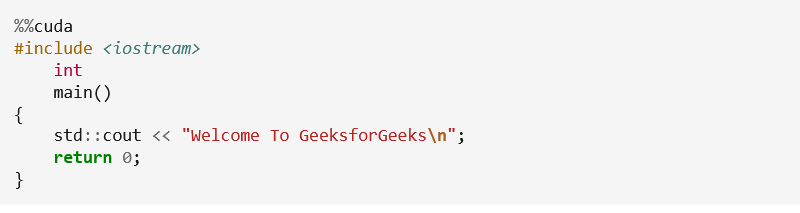 %%cuda
#include <iostream>
    int
    main()
{
    std::cout << "Welcome To GeeksforGeeks\n";
    return 0;
}